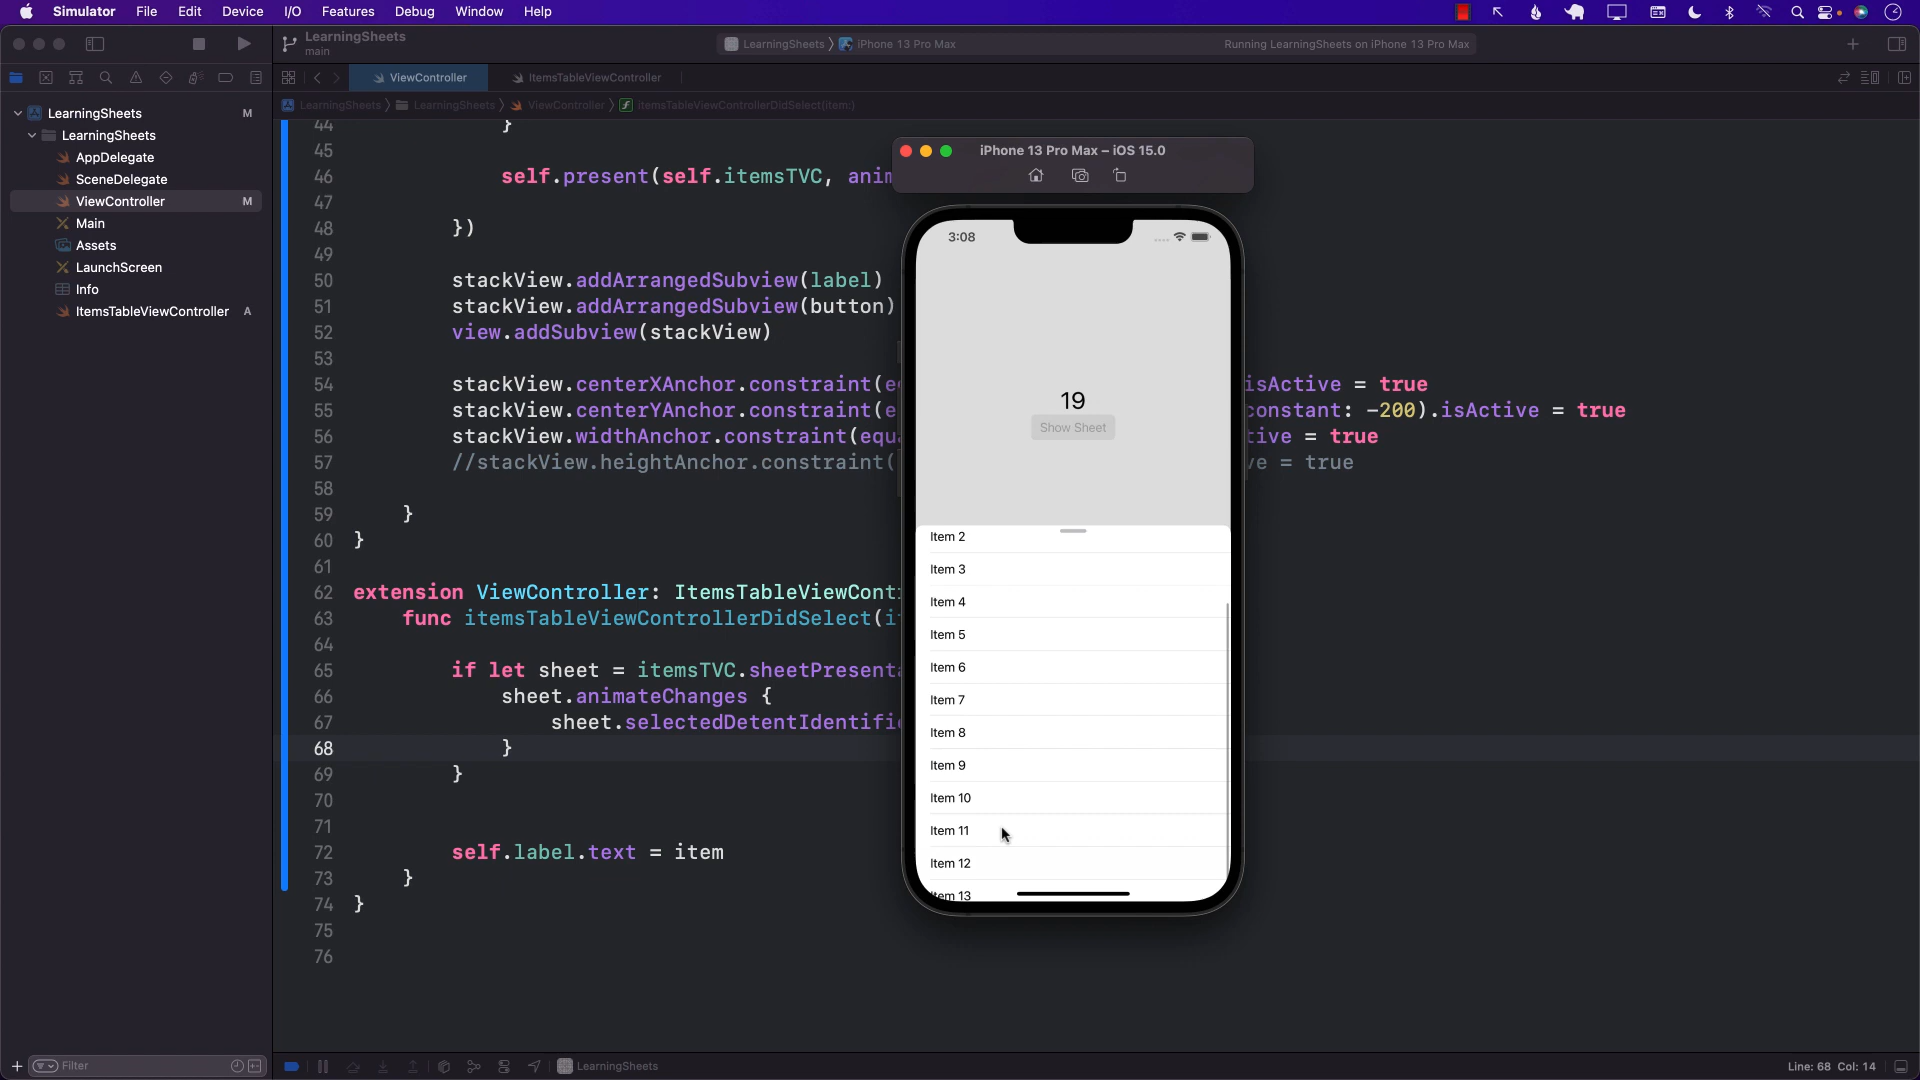 Simulator File Edit Device I/O Features Debug Window Help
LearningSheets
main
LearningSheets iPhone 13 Pro Max
Running LearningSheets on iPhone 13 Pro Max
ViewController
ItemsTableViewController
LearningSheets LearningSheets ViewController itemsTableViewControllerDidSelect(item:)
LearningSheets M
LearningSheets
AppDelegate
SceneDelegate
ViewController M
Main
Assets
LaunchScreen
Info
ItemsTableViewController A
44 }
45
46 self.present(self.itemsTVC, anim
47
48 })
49
50 stackView.addArrangedSubview(label)
51 stackView.addArrangedSubview(button)
52 view.addSubview(stackView)
53
54 stackView.centerXAnchor.constraint(e isActive = true
55 stackView.centerYAnchor.constraint(e constant: -200).isActive = true
56 stackView.widthAnchor.constraint(equa tive = true
57 //stackView.heightAnchor.constraint( ve = true
58
59 }
60 }
61
62 extension ViewController: ItemsTableViewCont
63 func itemsTableViewControllerDidSelect(i
64
65 if let sheet = itemsTVC.sheetPresenta
66 sheet.animateChanges {
67 sheet.selectedDetentIdentifi
68 }
69 }
70
71
72 self.label.text = item
73 }
74 }
75
76
iPhone 13 Pro Max – iOS 15.0
3:08
19
Show Sheet
Item 2
Item 3
Item 4
Item 5
Item 6
Item 7
Item 8
Item 9
Item 10
Item 11
Item 12
Item 13
Filter
LearningSheets
Line: 68 Col: 14